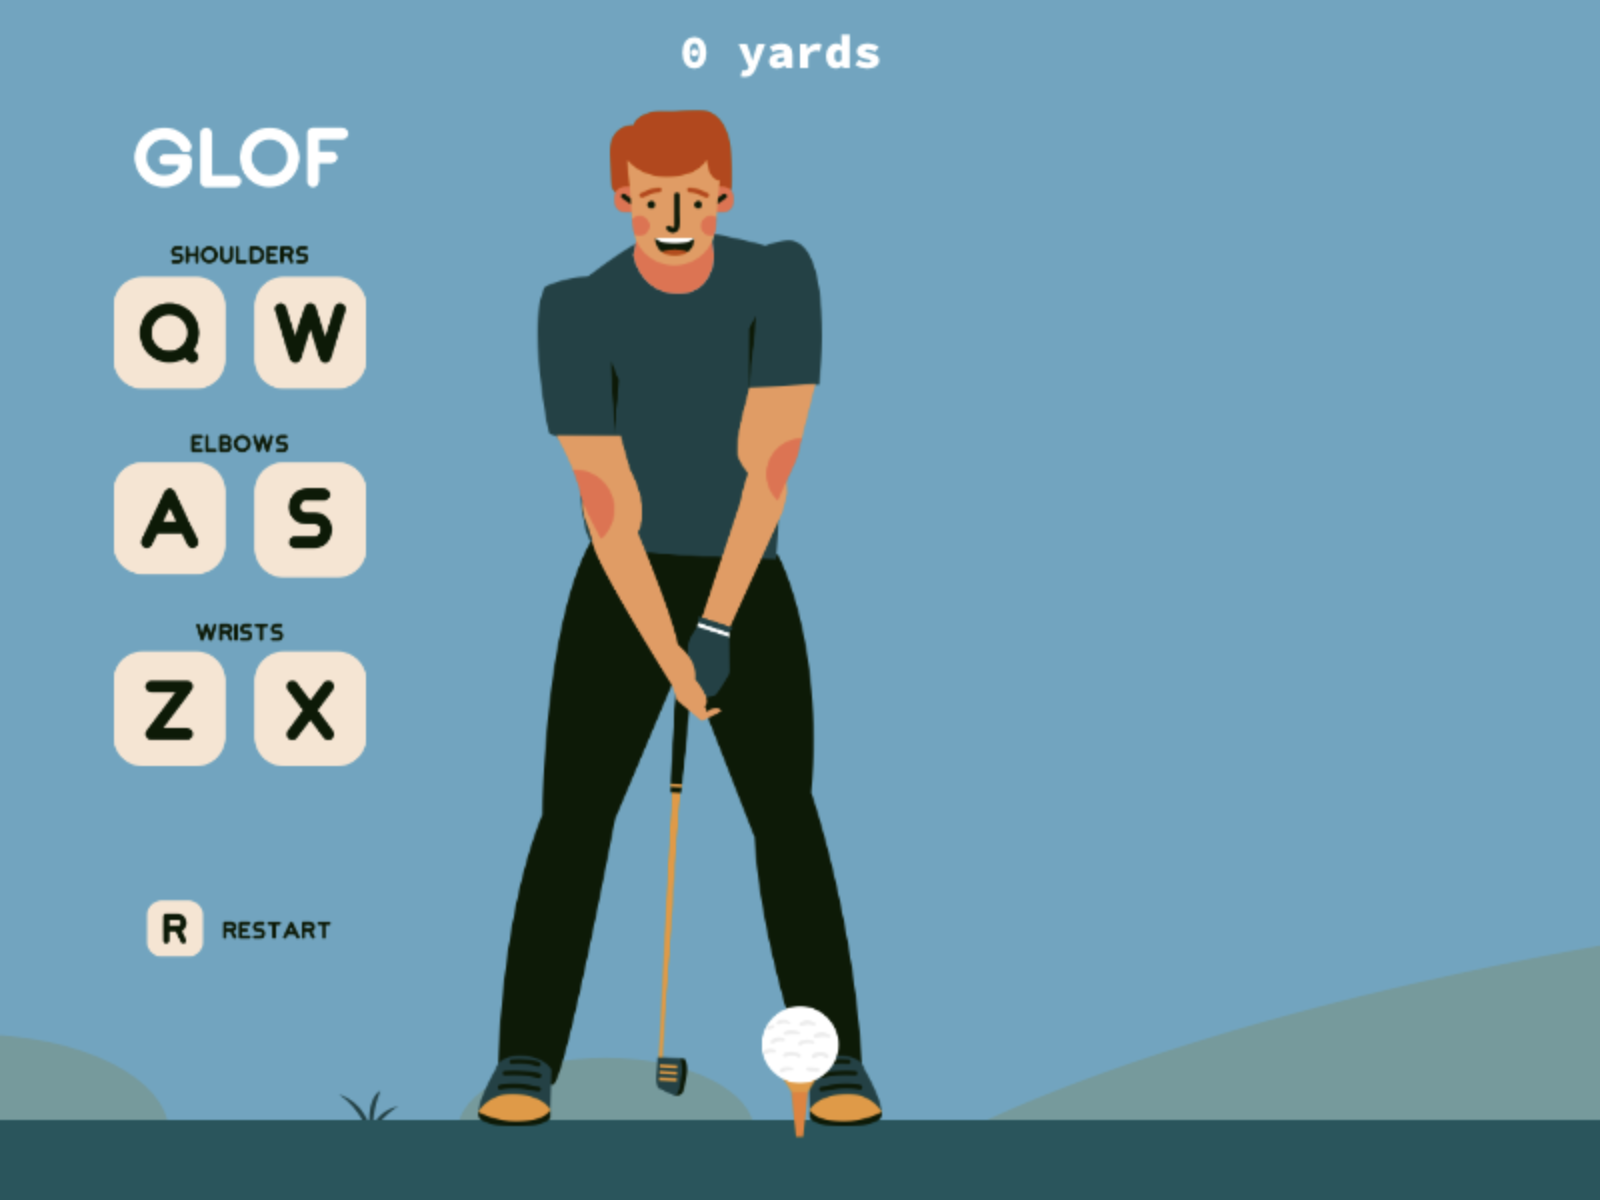 0 yards
GLOF
SHOULDERS
Q W
ELBOWS
A S
WRISTS
Z X
R RESTART